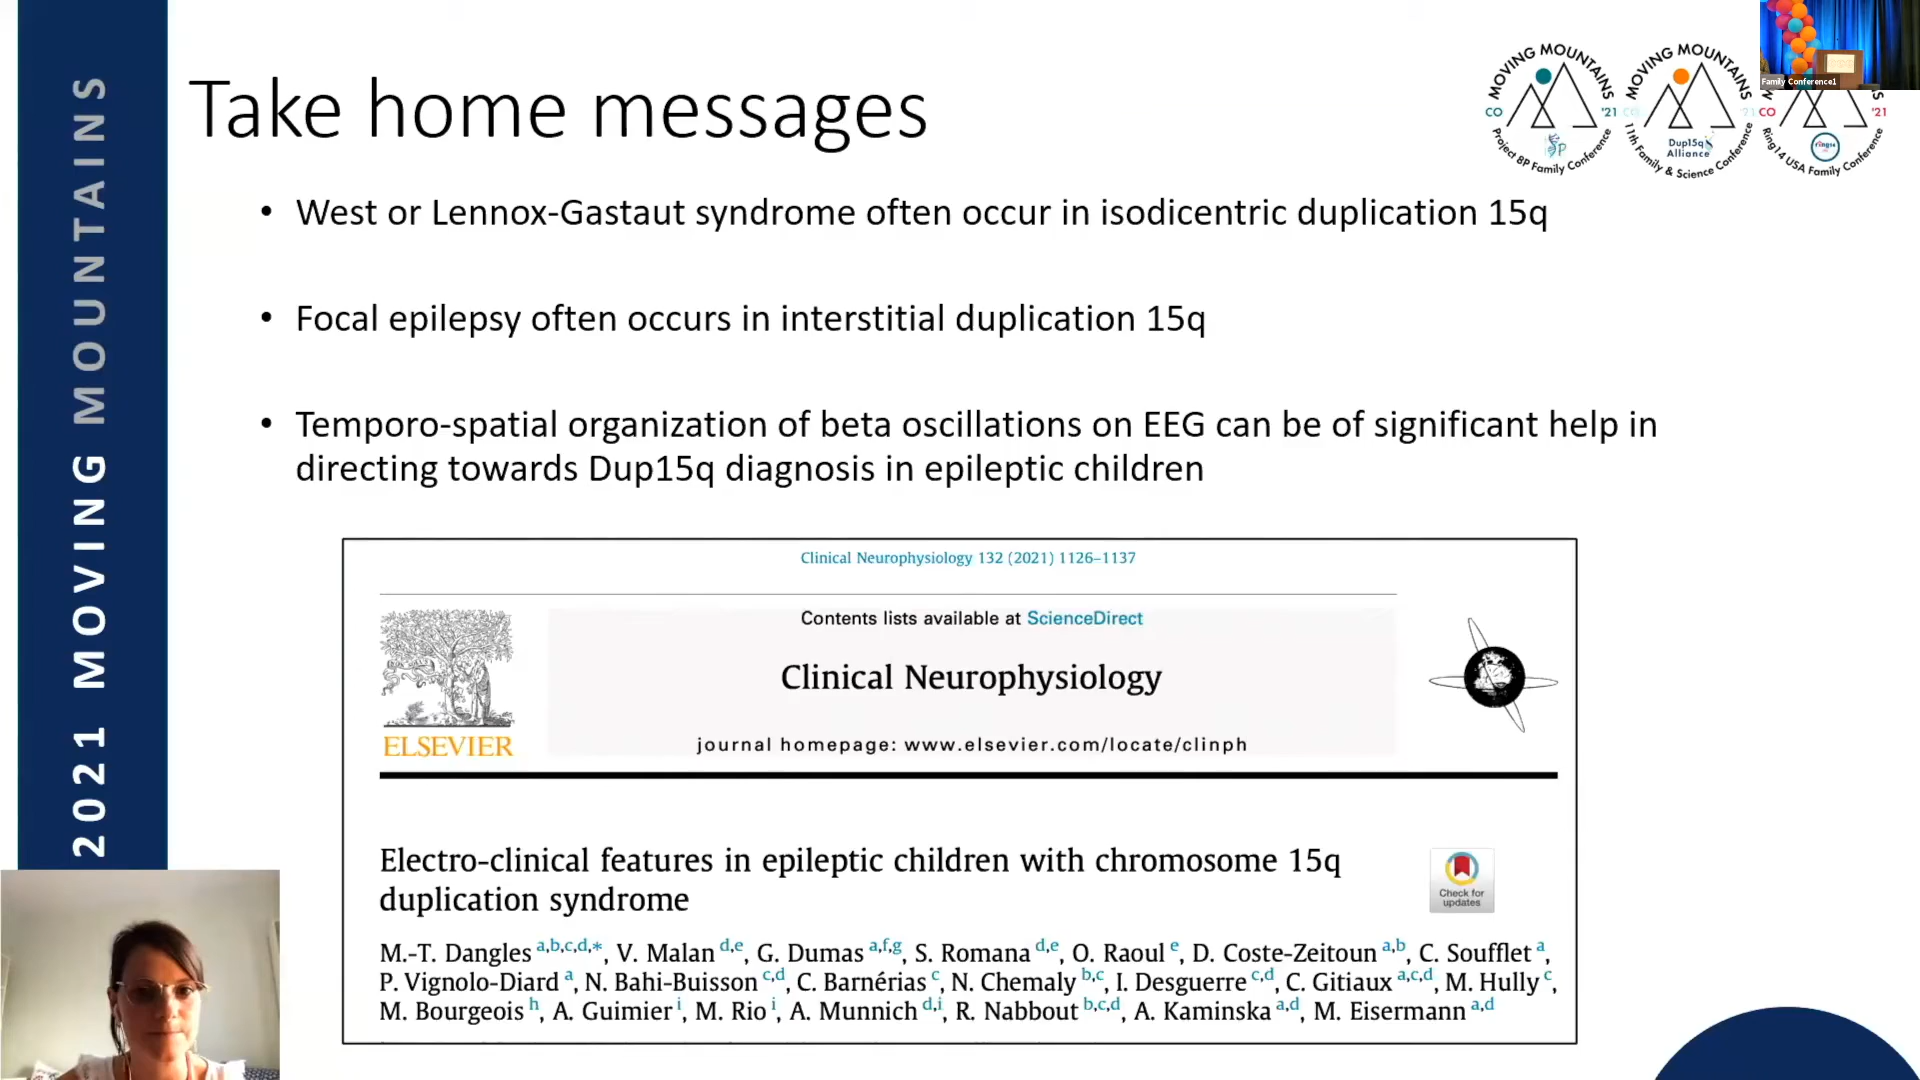 2021 MOVING MOUNTAINS
Take home messages
• West or Lennox-Gastaut syndrome often occur in isodicentric duplication 15q
• Focal epilepsy often occurs in interstitial duplication 15q
• Temporo-spatial organization of beta oscillations on EEG can be of significant help in
directing towards Dup15q diagnosis in epileptic children
MOVING MOUNTAINS
CO '21
Project 8P Family Conference
MOVING MOUNTAINS
CO '21
Dup15q
Alliance
11th Family & Science Conference
CO '21
Ring14 USA Family Conference
Family Conference1
Clinical Neurophysiology 132 (2021) 1126–1137
Contents lists available at ScienceDirect
Clinical Neurophysiology
journal homepage: www.elsevier.com/locate/clinph
ELSEVIER
Electro-clinical features in epileptic children with chromosome 15q
duplication syndrome
Check for
updates
M.-T. Dangles a,b,c,d,*, V. Malan d,e, G. Dumas a,f,g, S. Romana d,e, O. Raoul e, D. Coste-Zeitoun a,b, C. Soufflet a,
P. Vignolo-Diard a, N. Bahi-Buisson c,d, C. Barnérias c, N. Chemaly b,c, I. Desguerre c,d, C. Gitiaux a,c,d, M. Hully c,
M. Bourgeois h, A. Guimier i, M. Rio i, A. Munnich d,i, R. Nabbout b,c,d, A. Kaminska a,d, M. Eisermann a,d